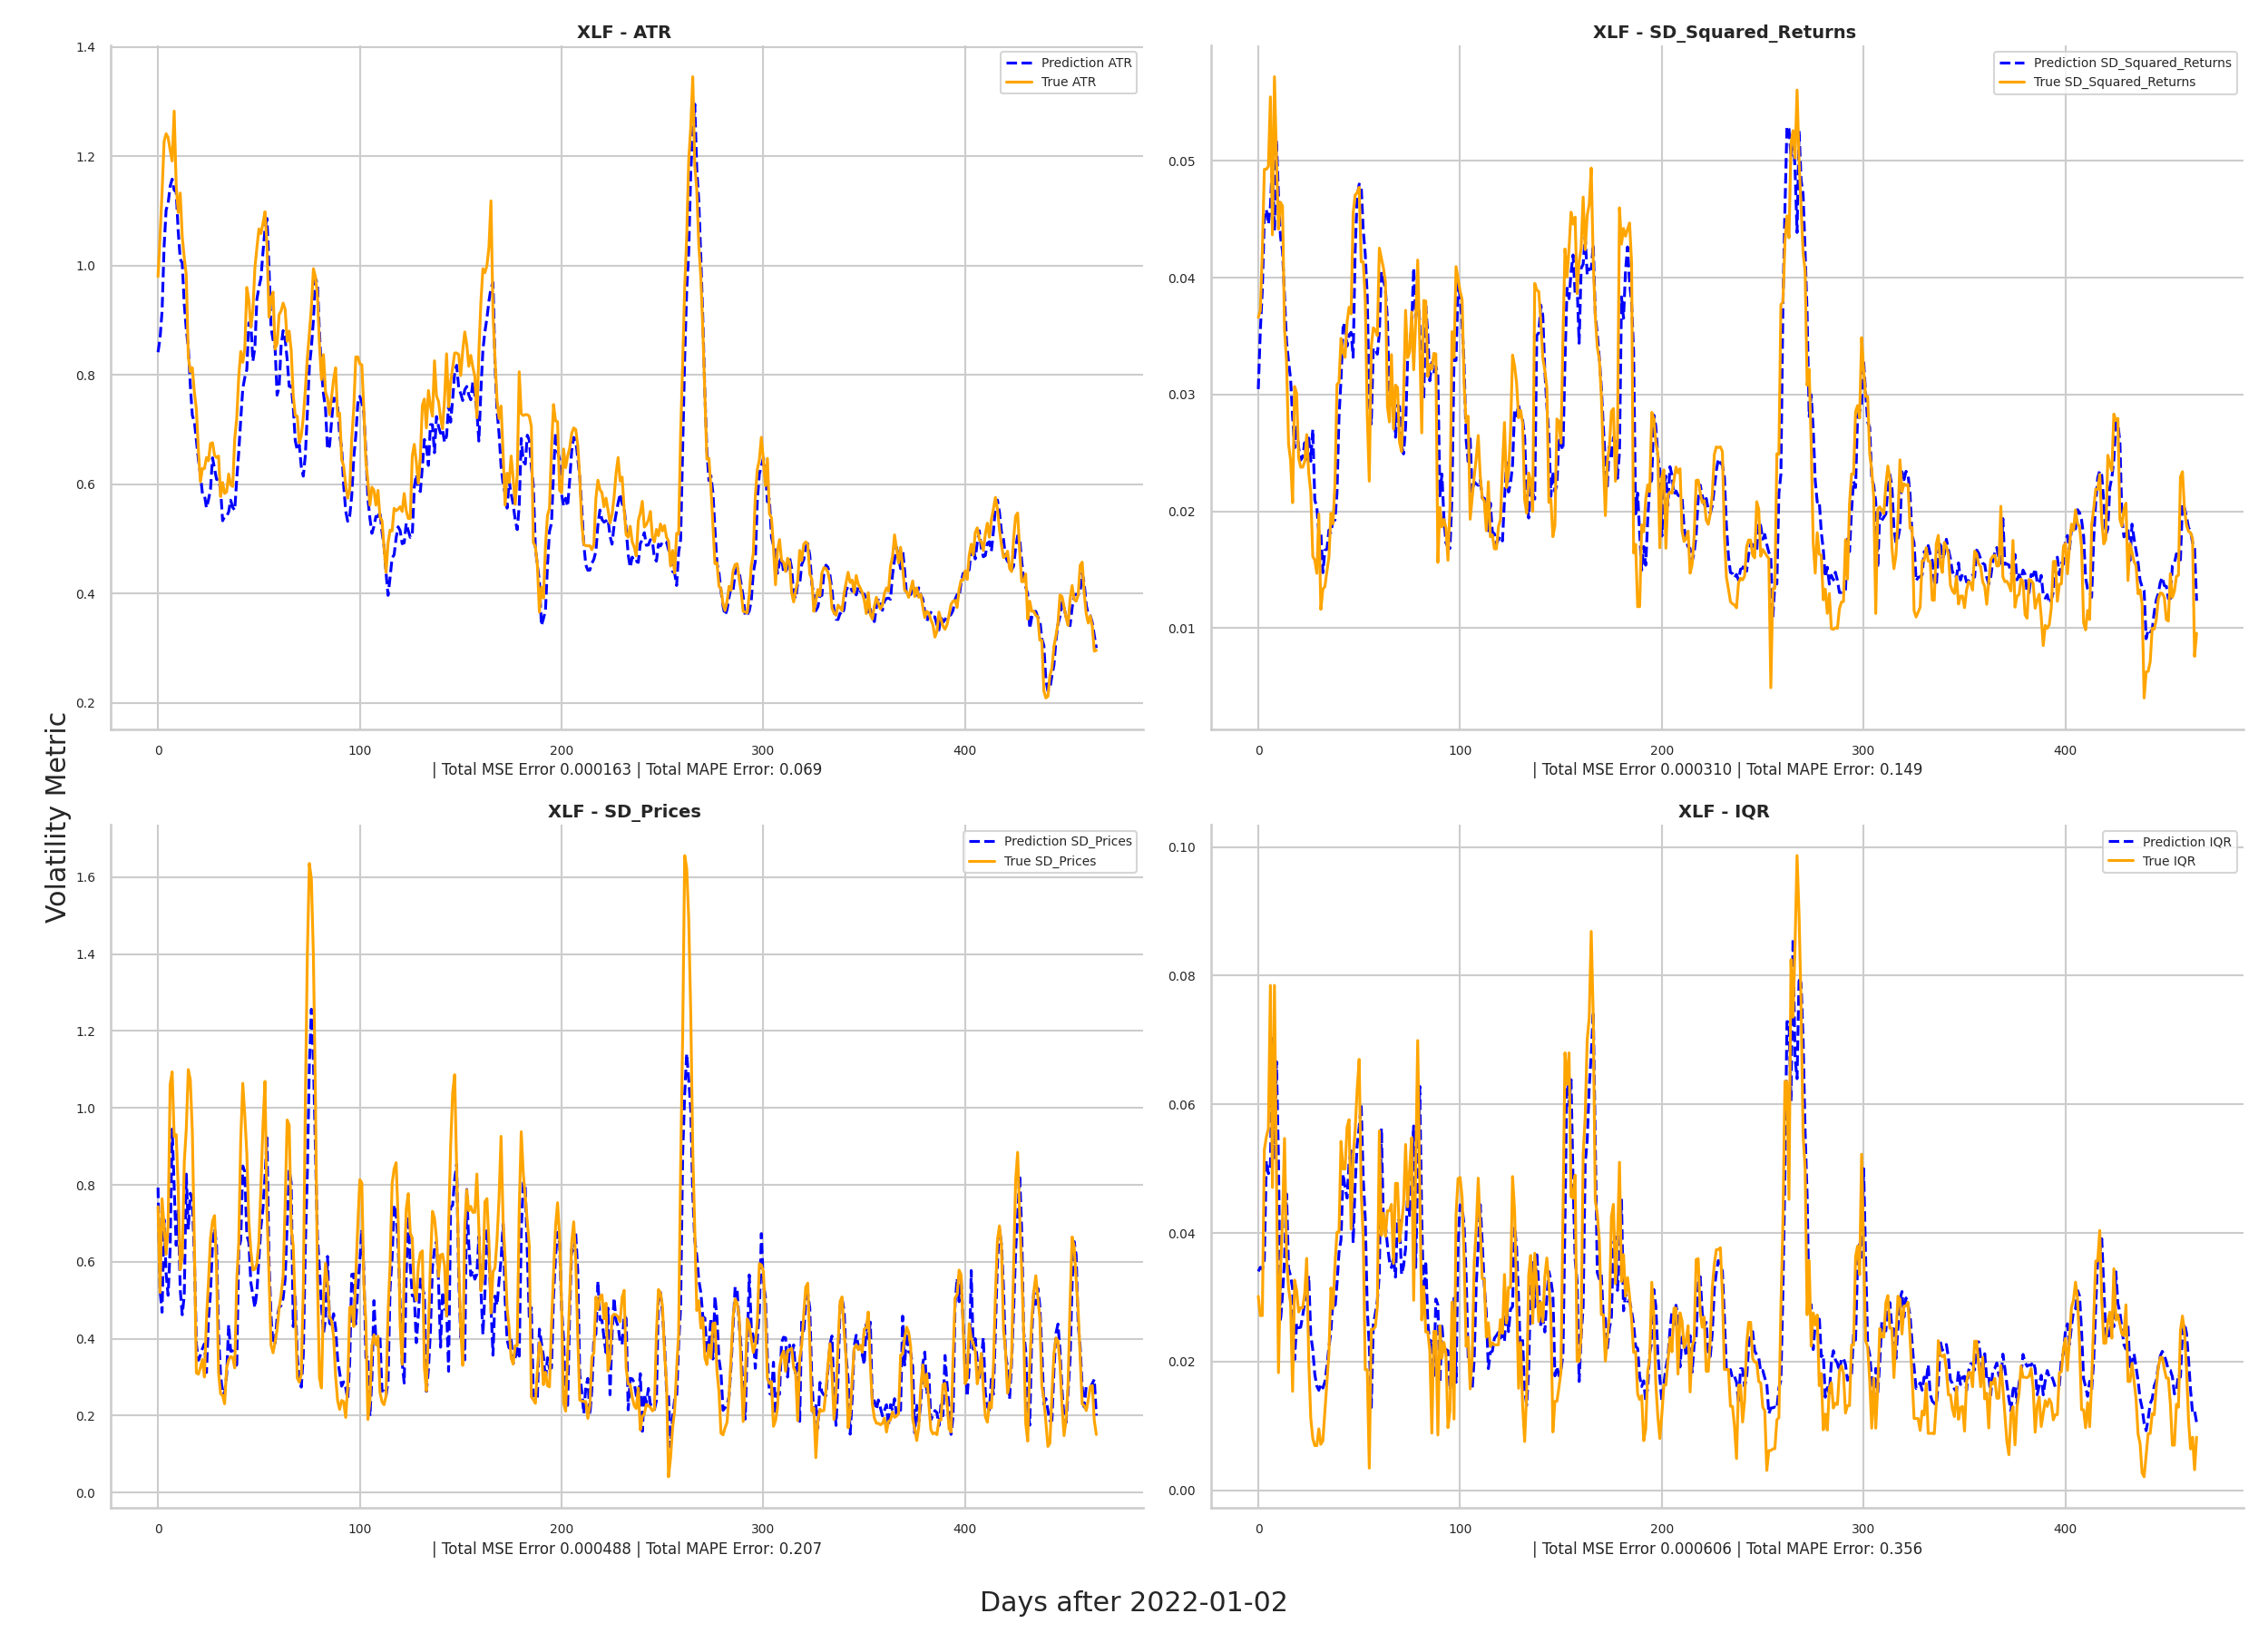 XLF - ATR
1.4
1.2
1.0
0.8
0.6
0.4
0.2
Prediction ATR
True ATR
0 100 200 300 400
| Total MSE Error 0.000163 | Total MAPE Error: 0.069
XLF - SD_Squared_Returns
0.05
0.04
0.03
0.02
0.01
Prediction SD_Squared_Returns
True SD_Squared_Returns
0 100 200 300 400
| Total MSE Error 0.000310 | Total MAPE Error: 0.149
Volatility Metric
XLF - SD_Prices
1.6
1.4
1.2
1.0
0.8
0.6
0.4
0.2
0.0
Prediction SD_Prices
True SD_Prices
0 100 200 300 400
| Total MSE Error 0.000488 | Total MAPE Error: 0.207
XLF - IQR
0.10
0.08
0.06
0.04
0.02
0.00
Prediction IQR
True IQR
0 100 200 300 400
| Total MSE Error 0.000606 | Total MAPE Error: 0.356
Days after 2022-01-02